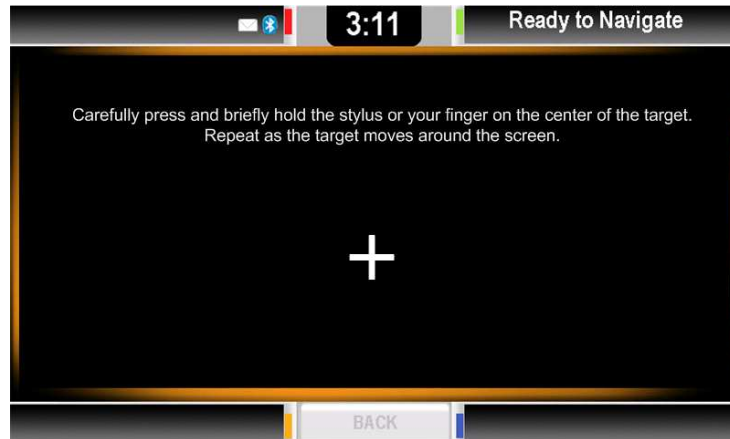 3:11
Ready to Navigate
Carefully press and briefly hold the stylus or your finger on the center of the target.
Repeat as the target moves around the screen.
BACK